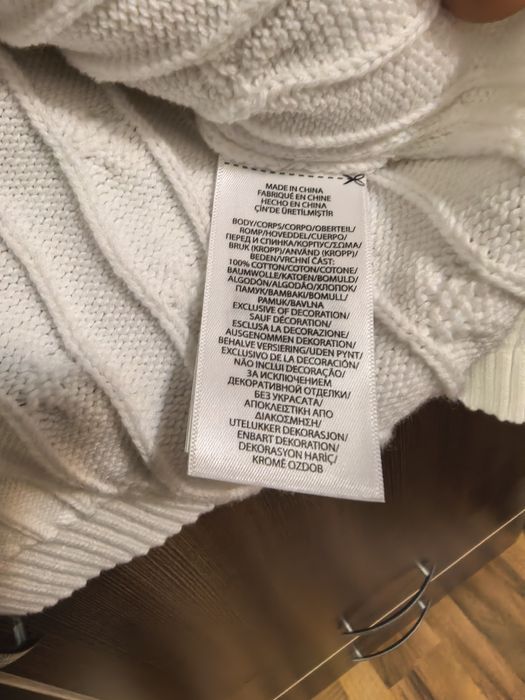 MADE IN CHINA
FABRIQUÉ EN CHINE
HECHO EN CHINA
ÇİN'DE ÜRETİLMİŞTİR
BODY/CORPS/CORPO/OBERTEIL/
ROMP/HOVEDDEL/CUERPO/
ПЕРЕД И СПИНКА/КОРПУС/ΣΩΜΑ/
BRUK (KROPP)/ANVÄND (KROPP)/
BEDEN/VRCHNÍ ČÁST:
100% COTTON/COTON/COTONE/
BAUMWOLLE/KATOEN/BOMULD/
ALGODÓN/ALGODÃO/ХЛОПОК/
ПАМУК/ΒΑΜΒΑΚΙ/BOMULL/
PAMUK/BAVLNA
EXCLUSIVE OF DECORATION/
SAUF DÉCORATION/
ESCLUSA LA DECORAZIONE/
AUSGENOMMEN DEKORATION/
BEHALVE VERSIERING/UDEN PYNT/
EXCLUSIVO DE LA DECORACIÓN/
NÃO INCLUI DECORAÇÃO/
ЗА ИСКЛЮЧЕНИЕМ
ДЕКОРАТИВНОЙ ОТДЕЛКИ/
БЕЗ УКРАСАТА/
ΑΠΟΚΛΕΙΣΤΙΚΗ ΑΠΟ
ΔΙΑΚΟΣΜΗΣΗ/
UTELUKKER DEKORASJON/
ENBART DEKORATION/
DEKORASYON HARİÇ/
KROMĚ OZDOB